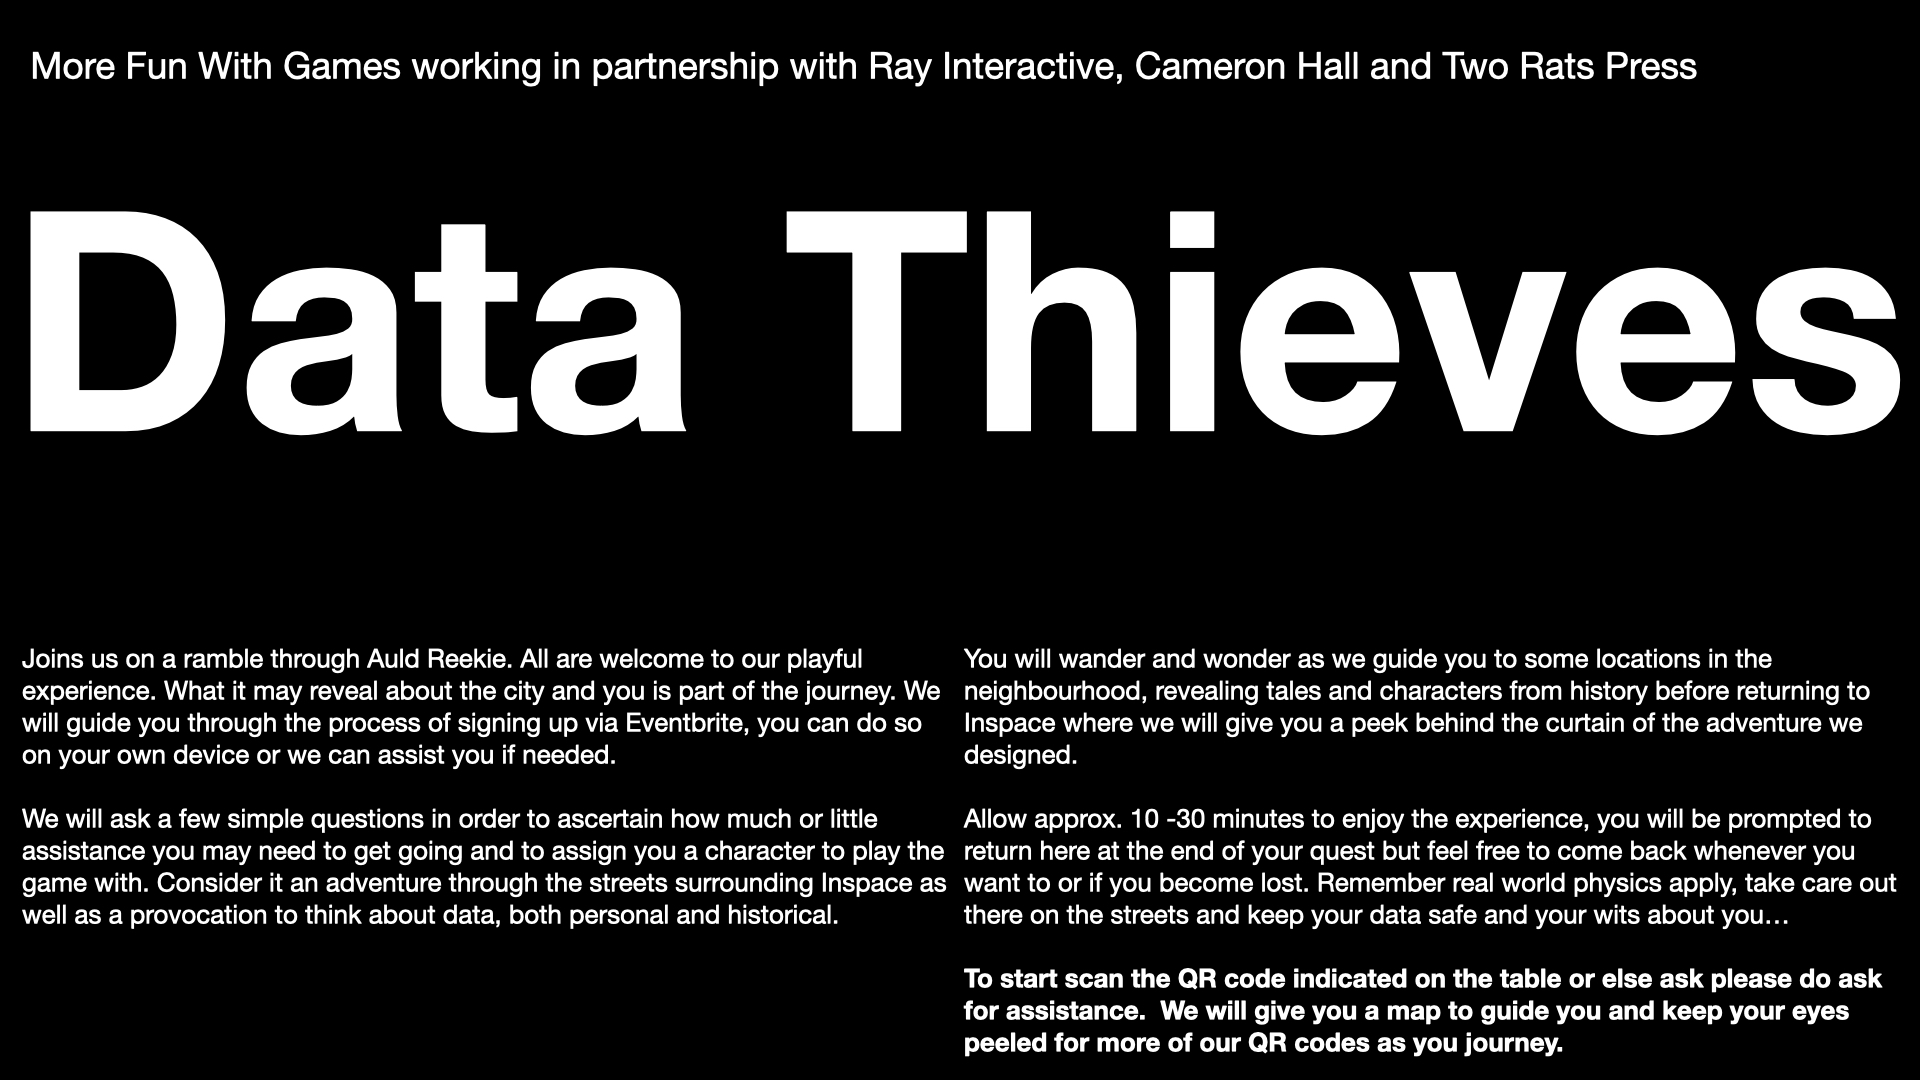 More Fun With Games working in partnership with Ray Interactive, Cameron Hall and Two Rats Press
Data Thieves
Joins us on a ramble through Auld Reekie. All are welcome to our playful
experience. What it may reveal about the city and you is part of the journey. We
will guide you through the process of signing up via Eventbrite, you can do so
on your own device or we can assist you if needed.
We will ask a few simple questions in order to ascertain how much or little
assistance you may need to get going and to assign you a character to play the
game with. Consider it an adventure through the streets surrounding Inspace as
well as a provocation to think about data, both personal and historical.
You will wander and wonder as we guide you to some locations in the
neighbourhood, revealing tales and characters from history before returning to
Inspace where we will give you a peek behind the curtain of the adventure we
designed.
Allow approx. 10 -30 minutes to enjoy the experience, you will be prompted to
return here at the end of your quest but feel free to come back whenever you
want to or if you become lost. Remember real world physics apply, take care out
there on the streets and keep your data safe and your wits about you…
To start scan the QR code indicated on the table or else ask please do ask
for assistance.  We will give you a map to guide you and keep your eyes
peeled for more of our QR codes as you journey.